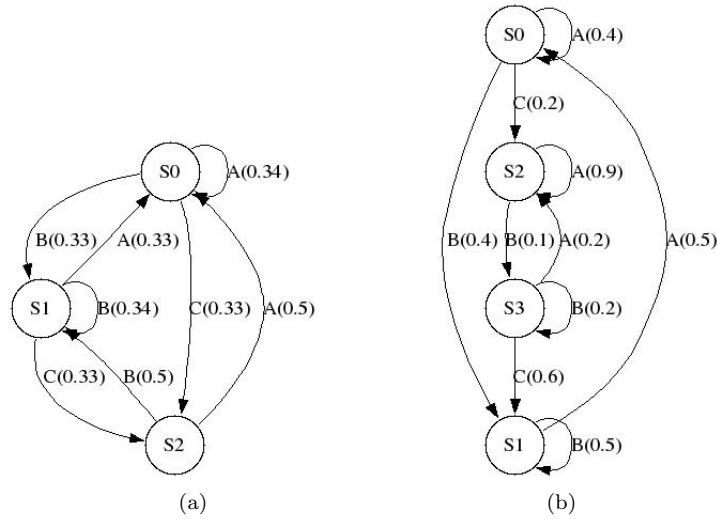 S0
A(0.34)
B(0.33)
A(0.33)
S1
B(0.34)
C(0.33)
A(0.5)
C(0.33)
B(0.5)
S2
(a)
S0
A(0.4)
C(0.2)
S2
A(0.9)
B(0.4)
B(0.1)
A(0.2)
A(0.5)
S3
B(0.2)
C(0.6)
S1
B(0.5)
(b)